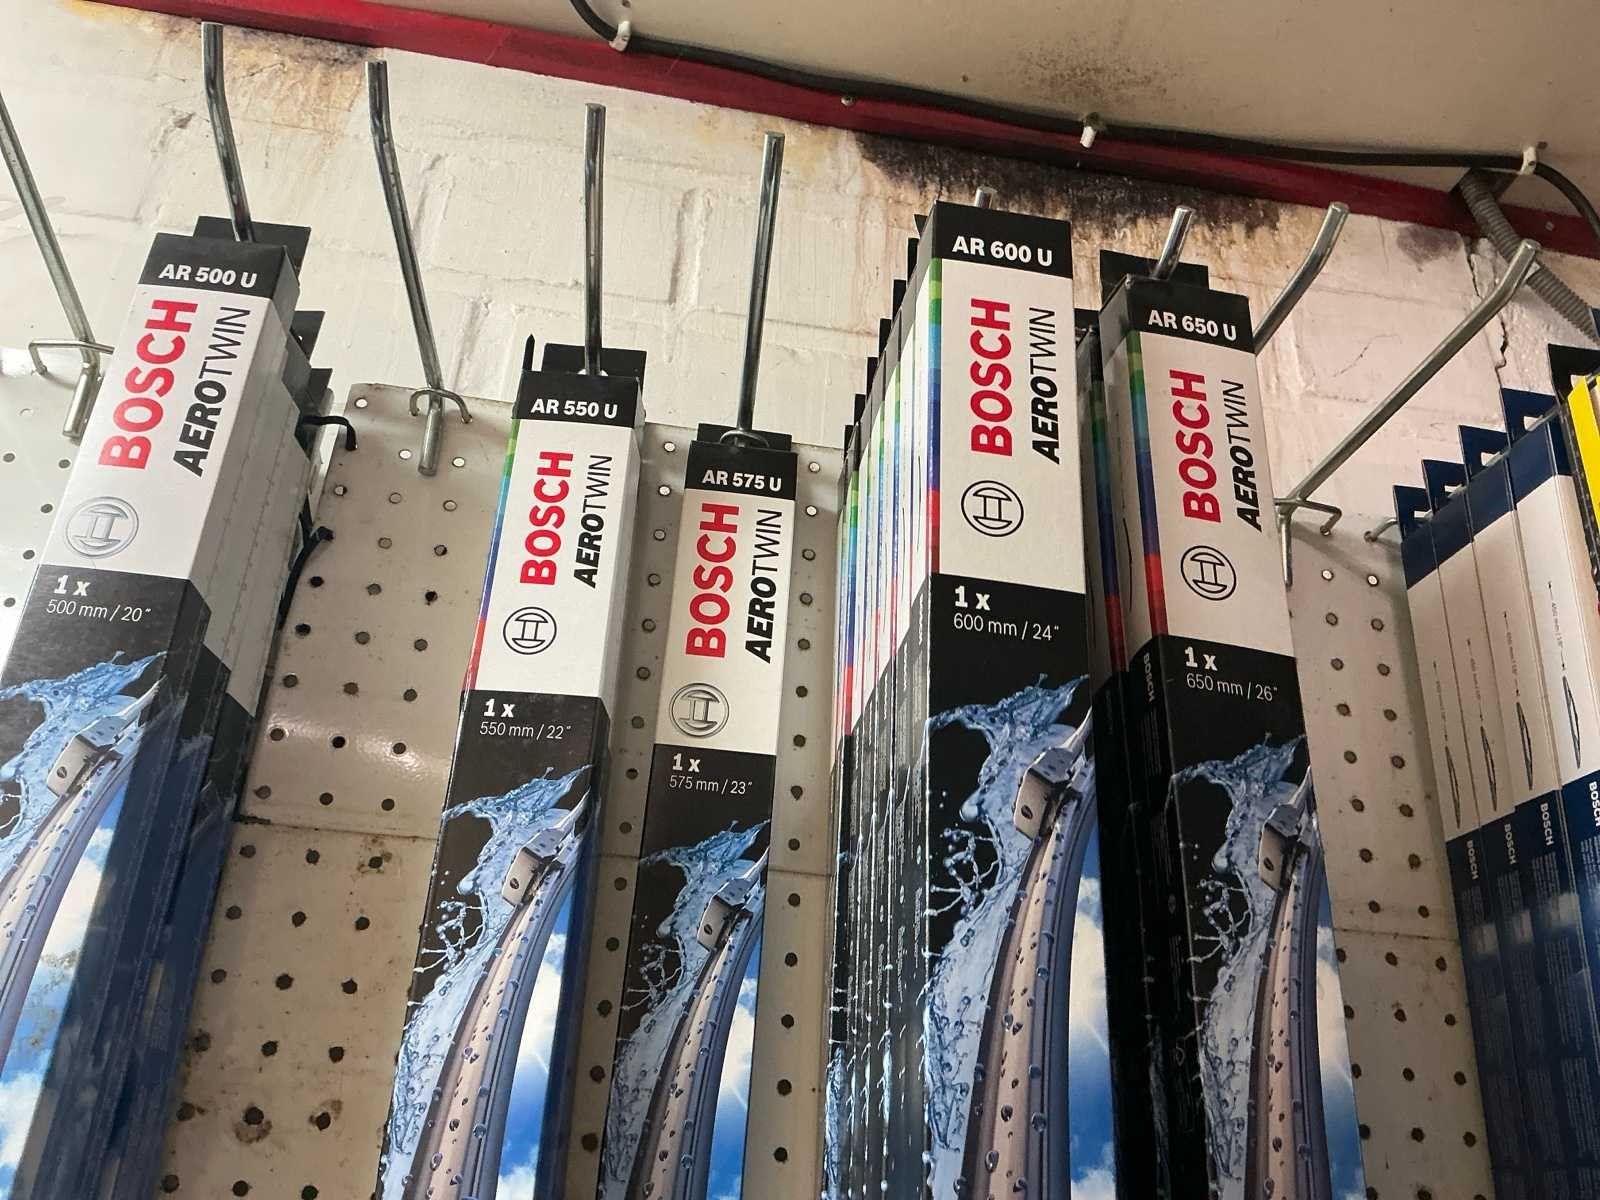 AR 500 U
BOSCH
AEROTWIN
1 x
500 mm / 20"
AR 550 U
BOSCH
AEROTWIN
1 x
550 mm / 22"
AR 575 U
BOSCH
AEROTWIN
1 x
575 mm / 23"
AR 600 U
BOSCH
AEROTWIN
1 x
600 mm / 24"
AR 650 U
BOSCH
AEROTWIN
1 x
650 mm / 26"
BOSCH
BOSCH
BOSCH
BOSCH
BOSCH